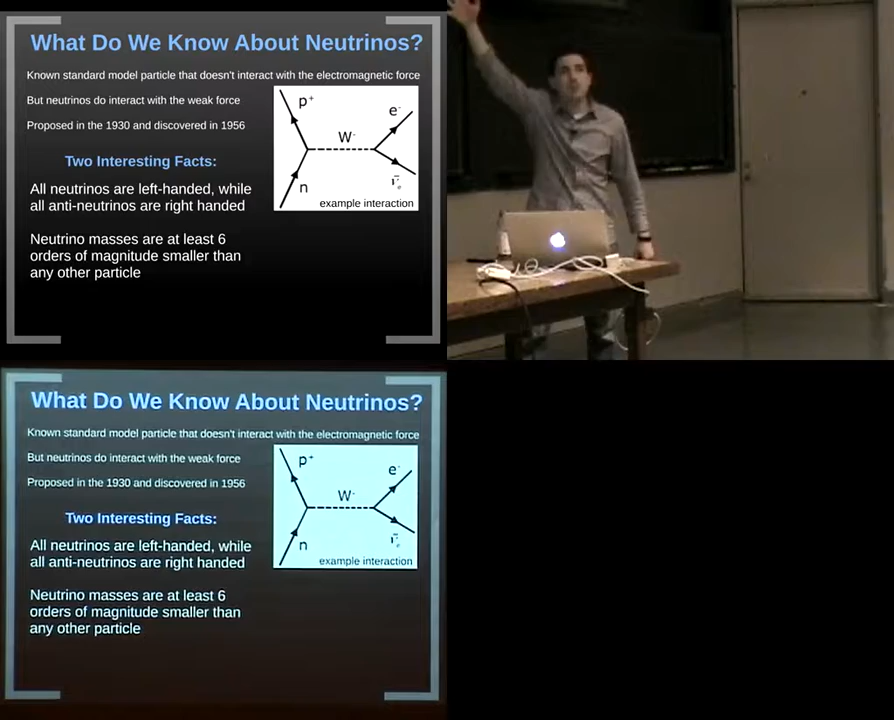 What Do We Know About Neutrinos?
Known standard model particle that doesn't interact with the electromagnetic force
But neutrinos do interact with the weak force
Proposed in the 1930 and discovered in 1956
Two Interesting Facts:
All neutrinos are left-handed, while
all anti-neutrinos are right handed
Neutrino masses are at least 6
orders of magnitude smaller than
any other particle
p⁺
e⁻
W⁻
n
ν̄ₑ
example interaction
What Do We Know About Neutrinos?
Known standard model particle that doesn't interact with the electromagnetic force
But neutrinos do interact with the weak force
Proposed in the 1930 and discovered in 1956
Two Interesting Facts:
All neutrinos are left-handed, while
all anti-neutrinos are right handed
Neutrino masses are at least 6
orders of magnitude smaller than
any other particle
p⁺
e⁻
W⁻
n
ν̄ₑ
example interaction